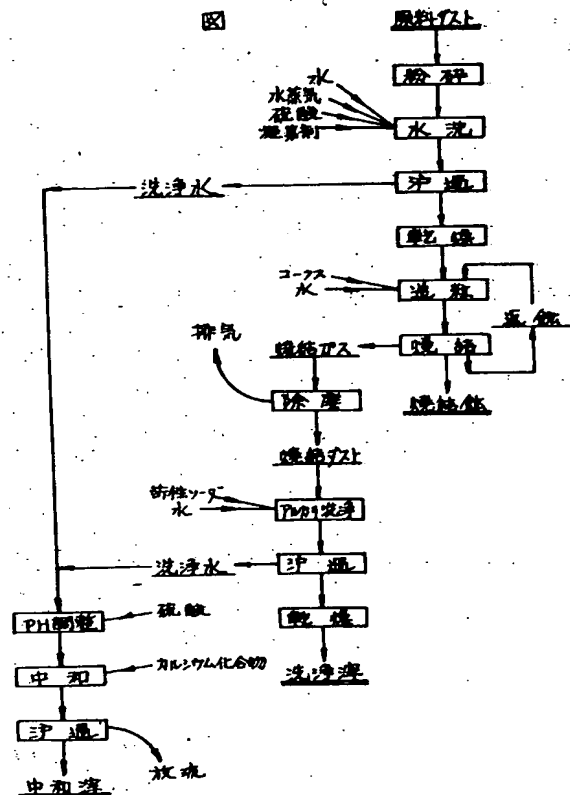 図
原料ダスト
粉砕
水
水蒸気
硫酸
凝集剤
水洗
洗浄水
沪過
乾燥
コークス
水
造粒
返鉱
排気
焼結ガス
焼結
除塵
焼結鉱
焼結ダスト
苛性ソーダ
水
アルカリ洗浄
洗浄水
沪過
PH調整
硫酸
乾燥
中和
カルシウム化合物
洗浄滓
沪過
放流
中和滓